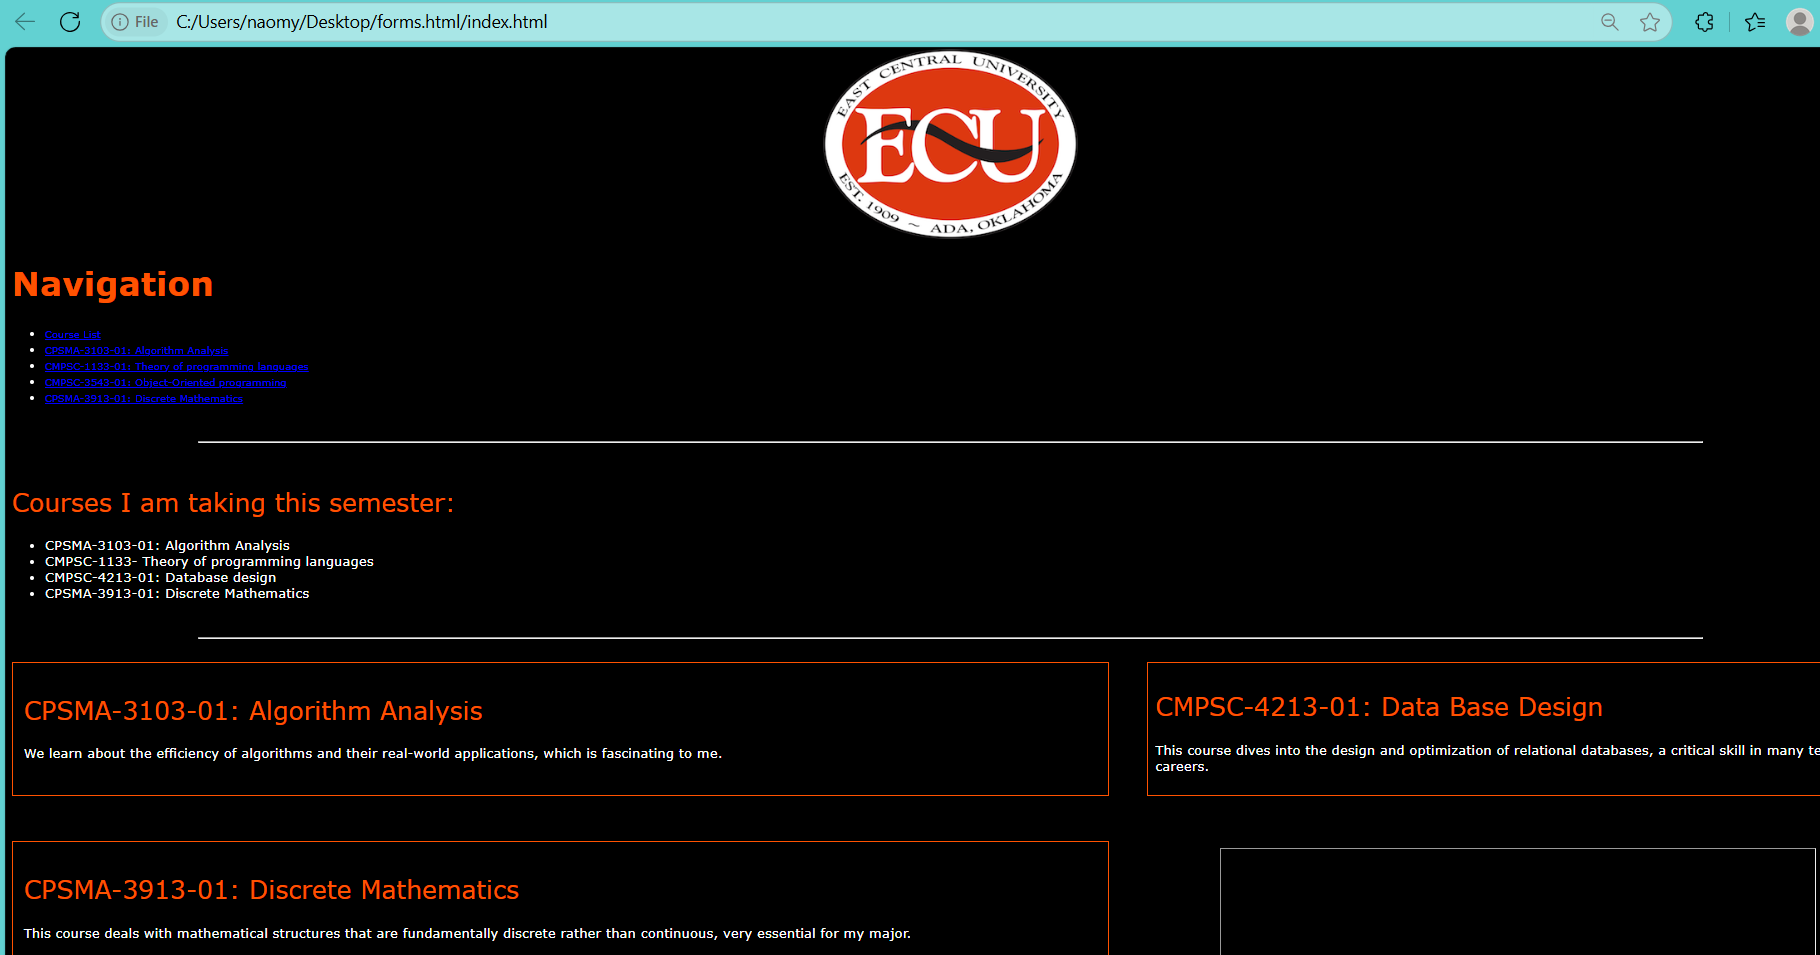 File C:/Users/naomy/Desktop/forms.html/index.html
EAST CENTRAL UNIVERSITY
ECU
EST. 1909 ~ ADA, OKLAHOMA
Navigation
Course List
CPSMA-3103-01: Algorithm Analysis
CMPSC-1133-01: Theory of programming languages
CMPSC-3543-01: Object-Oriented programming
CPSMA-3913-01: Discrete Mathematics
Courses I am taking this semester:
CPSMA-3103-01: Algorithm Analysis
CMPSC-1133- Theory of programming languages
CMPSC-4213-01: Database design
CPSMA-3913-01: Discrete Mathematics
CPSMA-3103-01: Algorithm Analysis
We learn about the efficiency of algorithms and their real-world applications, which is fascinating to me.
CMPSC-4213-01: Data Base Design
This course dives into the design and optimization of relational databases, a critical skill in many te
careers.
CPSMA-3913-01: Discrete Mathematics
This course deals with mathematical structures that are fundamentally discrete rather than continuous, very essential for my major.